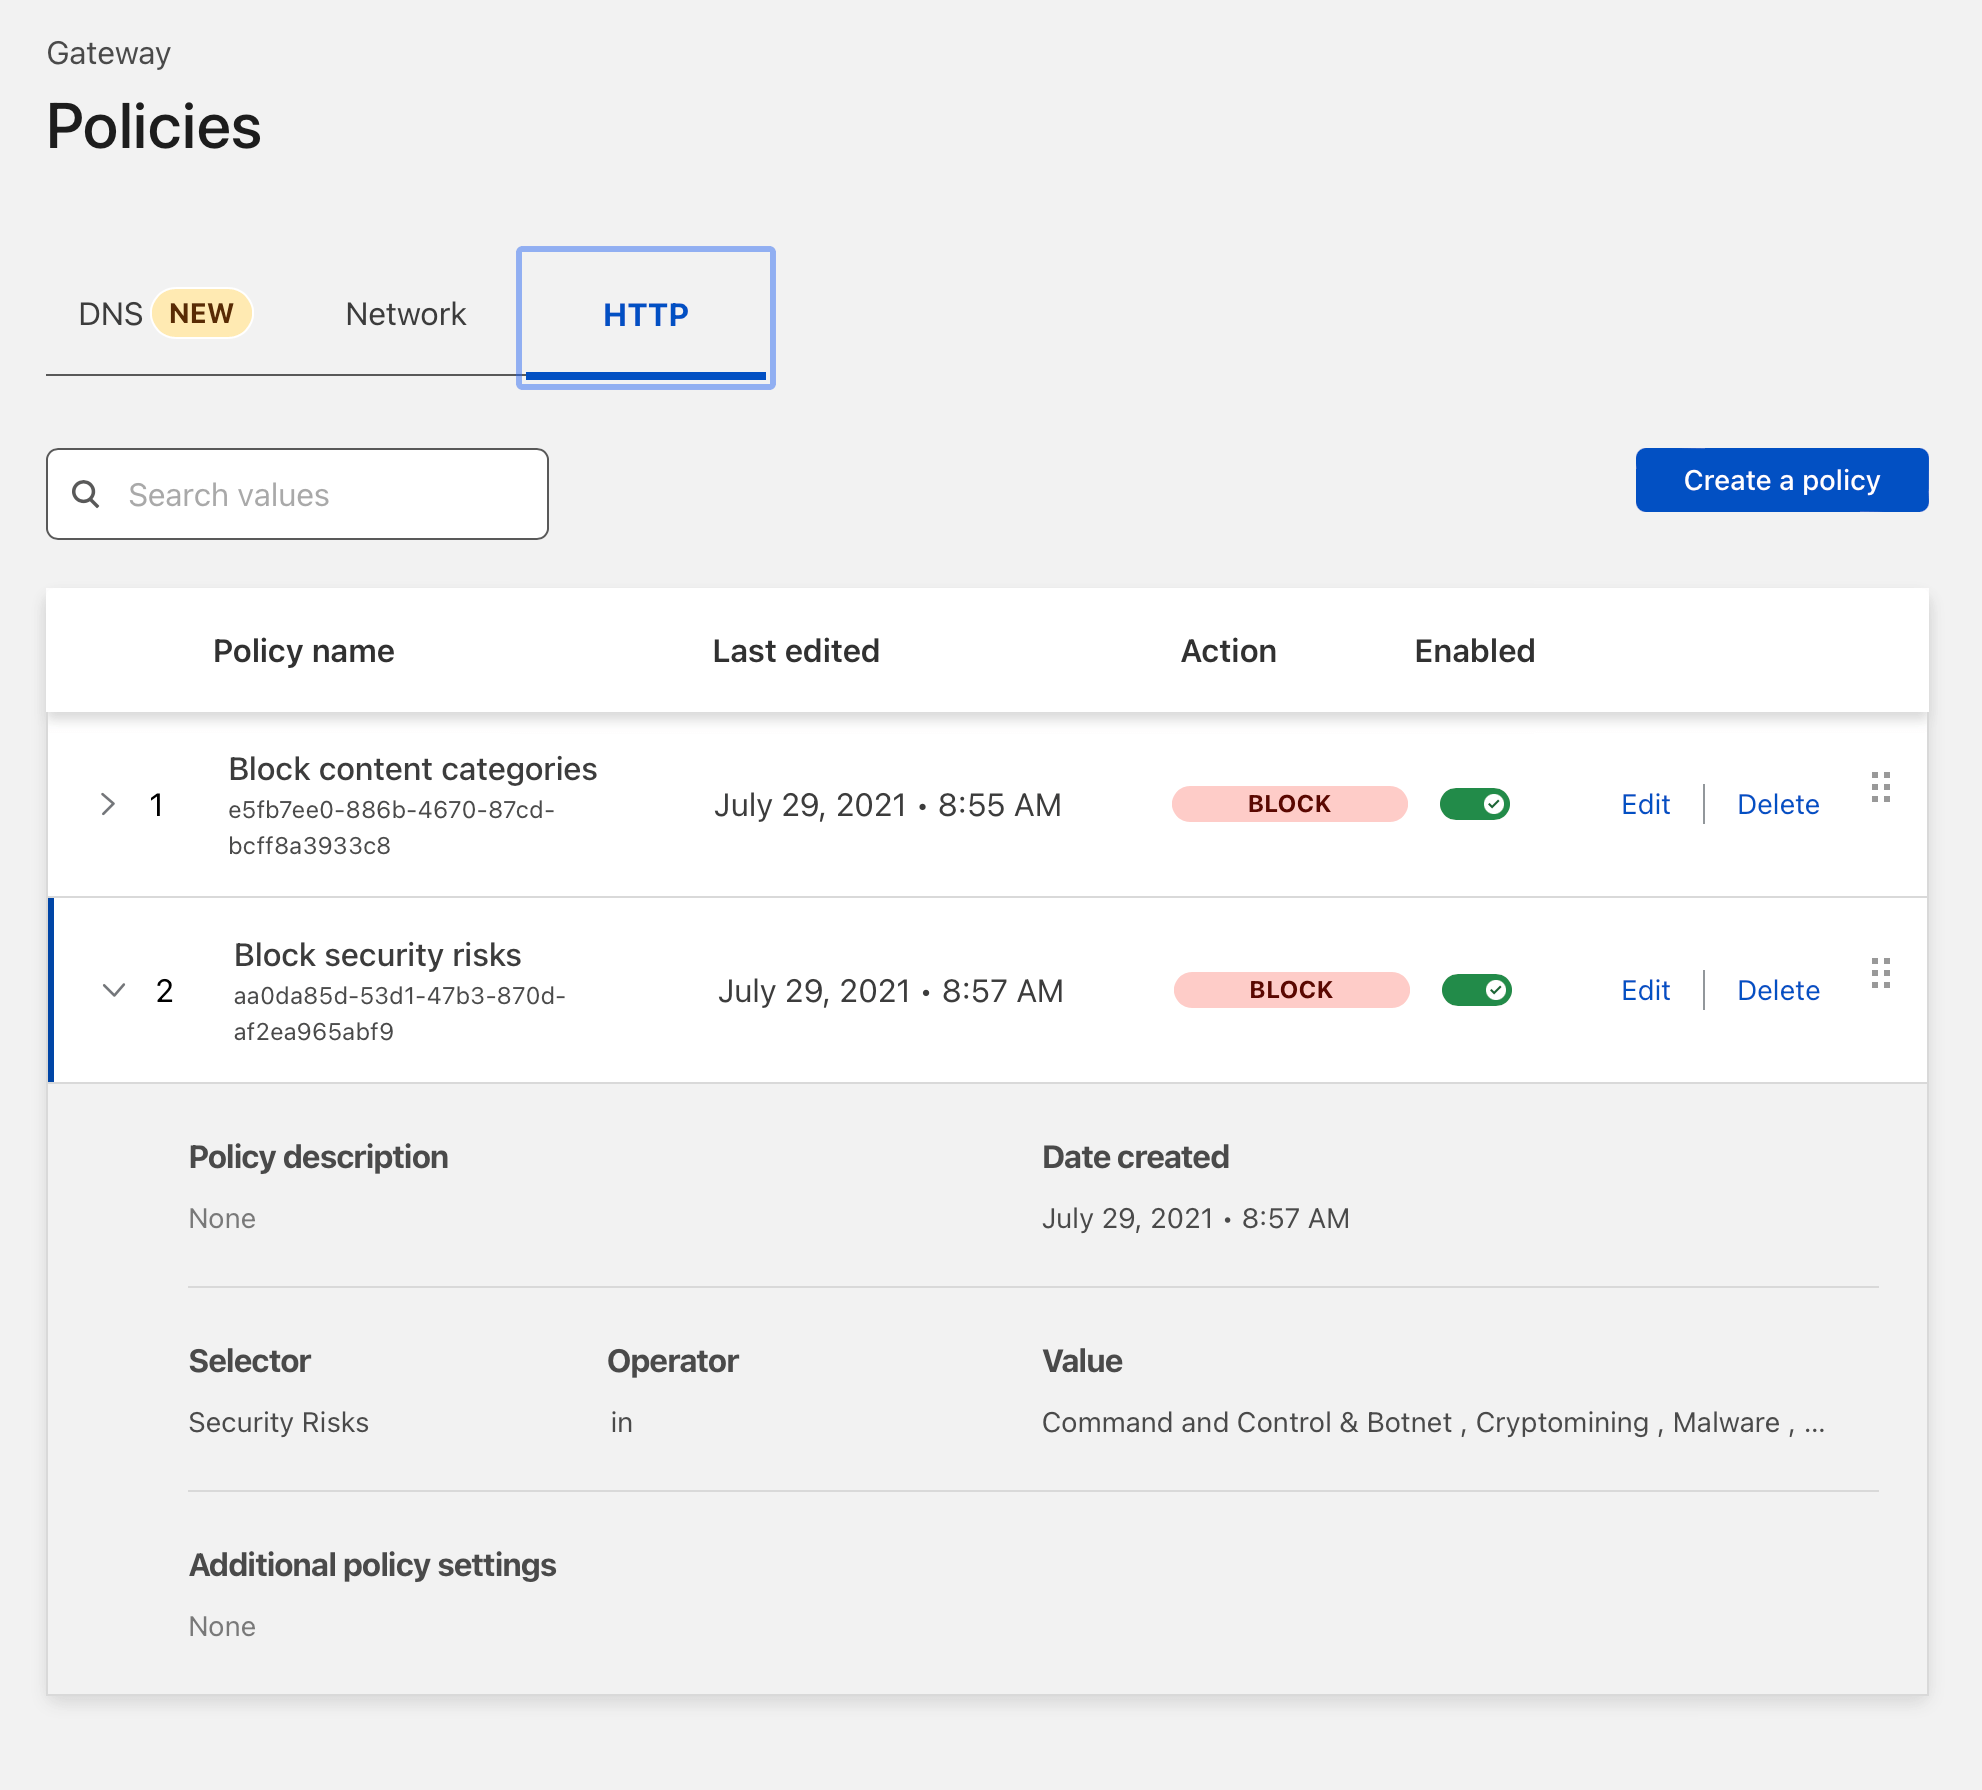 Gateway
Policies
DNS NEW Network HTTP
Search values
Create a policy
Policy name Last edited Action Enabled
1 Block content categories
e5fb7ee0-886b-4670-87cd-
bcff8a3933c8
July 29, 2021 • 8:55 AM BLOCK Edit Delete
2 Block security risks
aa0da85d-53d1-47b3-870d-
af2ea965abf9
July 29, 2021 • 8:57 AM BLOCK Edit Delete
Policy description Date created
None July 29, 2021 • 8:57 AM
Selector Operator Value
Security Risks in Command and Control & Botnet , Cryptomining , Malware , ...
Additional policy settings
None